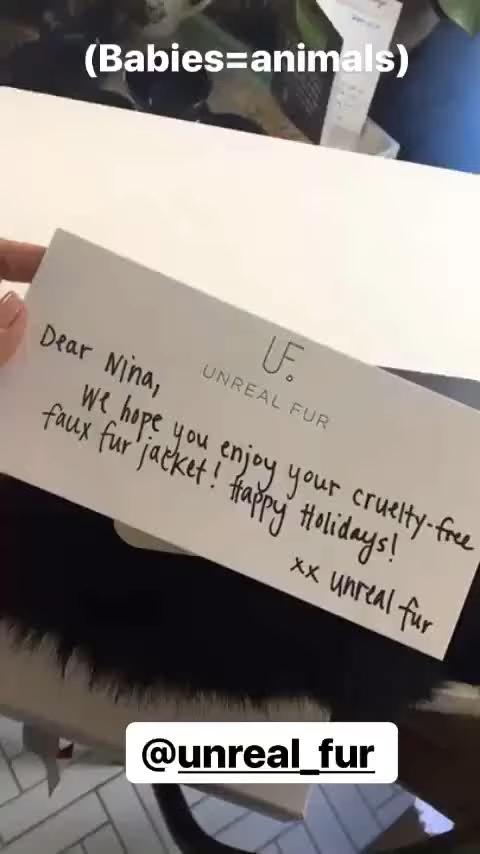 (Babies=animals)
UF.
UNREAL FUR
Dear Nina,
We hope you enjoy your cruelty-free
faux fur jacket! Happy Holidays!
xx unreal fur
@unreal_fur